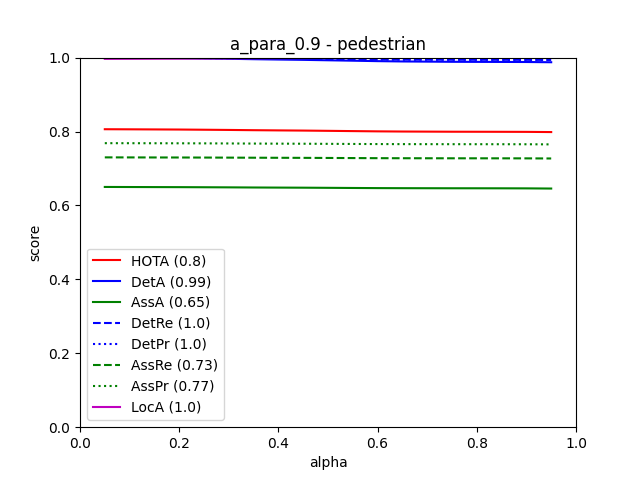 a_para_0.9 - pedestrian
1.0
0.8
0.6
0.4
0.2
0.0
score
HOTA (0.8)
DetA (0.99)
AssA (0.65)
DetRe (1.0)
DetPr (1.0)
AssRe (0.73)
AssPr (0.77)
LocA (1.0)
0.0 0.2 0.4 0.6 0.8 1.0
alpha